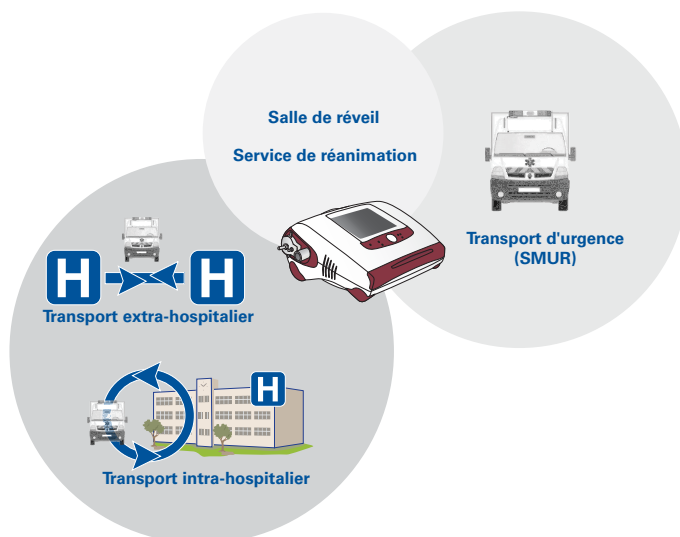 Salle de réveil
Service de réanimation
Transport d'urgence
(SMUR)
H H
Transport extra-hospitalier
H
Transport intra-hospitalier